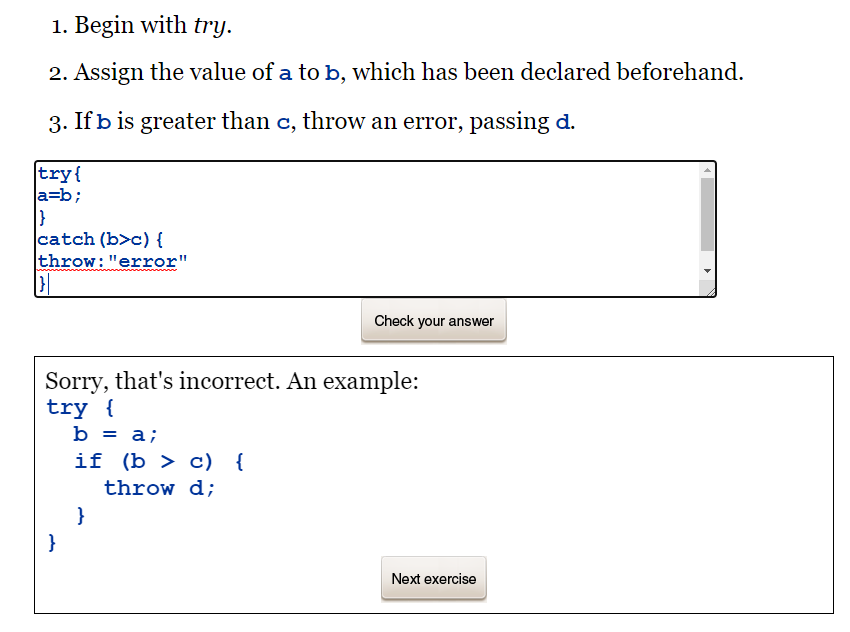 1. Begin with try.
2. Assign the value of a to b, which has been declared beforehand.
3. If b is greater than c, throw an error, passing d.
try{
a=b;
}
catch(b>c){
throw:"error"
}
Check your answer
Sorry, that's incorrect. An example:
try {
  b = a;
  if (b > c) {
    throw d;
  }
}
Next exercise